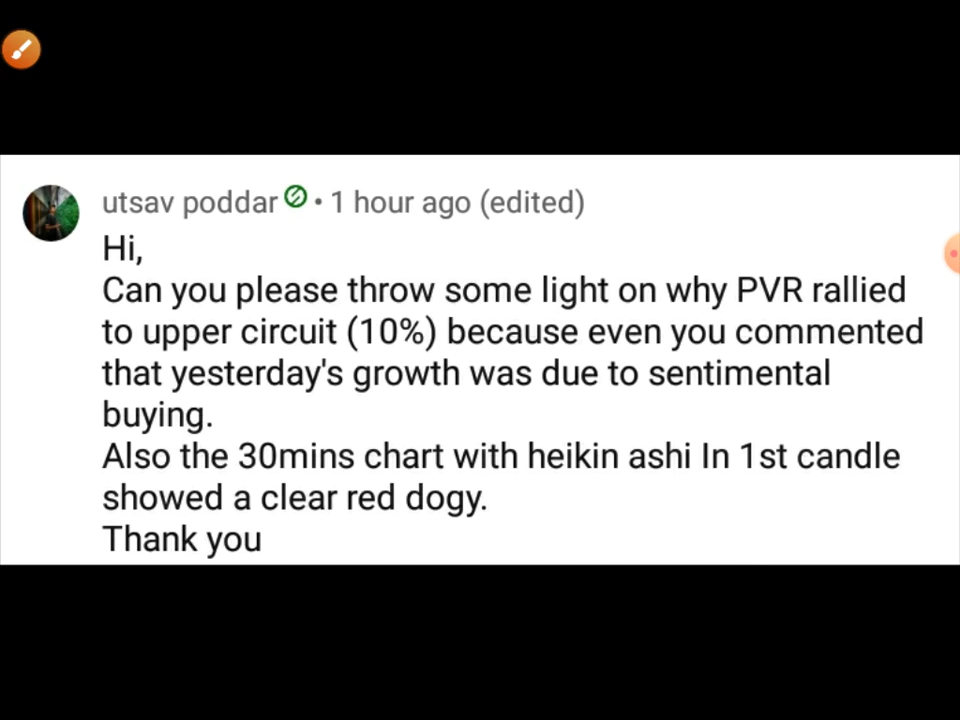 utsav poddar • 1 hour ago (edited)
Hi,
Can you please throw some light on why PVR rallied
to upper circuit (10%) because even you commented
that yesterday's growth was due to sentimental
buying.
Also the 30mins chart with heikin ashi In 1st candle
showed a clear red dogy.
Thank you